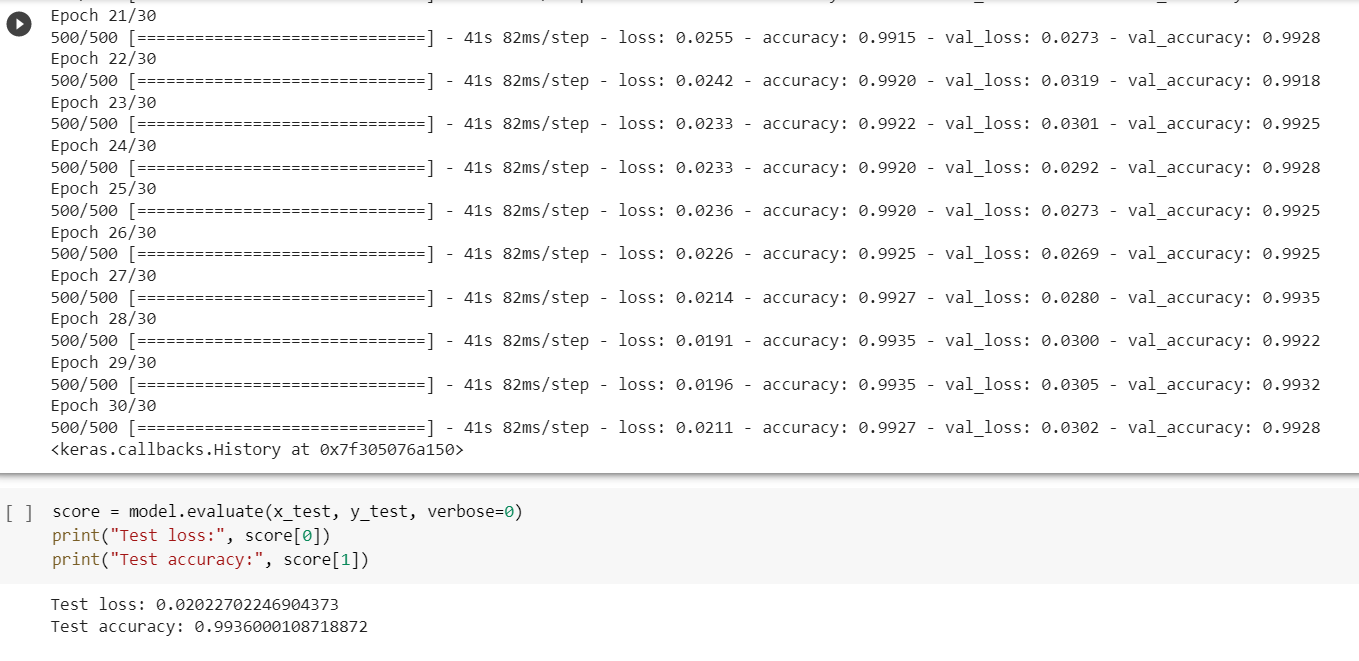 Epoch 21/30
500/500 [==============================] - 41s 82ms/step - loss: 0.0255 - accuracy: 0.9915 - val_loss: 0.0273 - val_accuracy: 0.9928
Epoch 22/30
500/500 [==============================] - 41s 82ms/step - loss: 0.0242 - accuracy: 0.9920 - val_loss: 0.0319 - val_accuracy: 0.9918
Epoch 23/30
500/500 [==============================] - 41s 82ms/step - loss: 0.0233 - accuracy: 0.9922 - val_loss: 0.0301 - val_accuracy: 0.9925
Epoch 24/30
500/500 [==============================] - 41s 82ms/step - loss: 0.0233 - accuracy: 0.9920 - val_loss: 0.0292 - val_accuracy: 0.9928
Epoch 25/30
500/500 [==============================] - 41s 82ms/step - loss: 0.0236 - accuracy: 0.9920 - val_loss: 0.0273 - val_accuracy: 0.9925
Epoch 26/30
500/500 [==============================] - 41s 82ms/step - loss: 0.0226 - accuracy: 0.9925 - val_loss: 0.0269 - val_accuracy: 0.9925
Epoch 27/30
500/500 [==============================] - 41s 82ms/step - loss: 0.0214 - accuracy: 0.9927 - val_loss: 0.0280 - val_accuracy: 0.9935
Epoch 28/30
500/500 [==============================] - 41s 82ms/step - loss: 0.0191 - accuracy: 0.9935 - val_loss: 0.0300 - val_accuracy: 0.9922
Epoch 29/30
500/500 [==============================] - 41s 82ms/step - loss: 0.0196 - accuracy: 0.9935 - val_loss: 0.0305 - val_accuracy: 0.9932
Epoch 30/30
500/500 [==============================] - 41s 82ms/step - loss: 0.0211 - accuracy: 0.9927 - val_loss: 0.0302 - val_accuracy: 0.9928
<keras.callbacks.History at 0x7f305076a150>
[ ] score = model.evaluate(x_test, y_test, verbose=0)
print("Test loss:", score[0])
print("Test accuracy:", score[1])
Test loss: 0.02022702246904373
Test accuracy: 0.9936000108718872